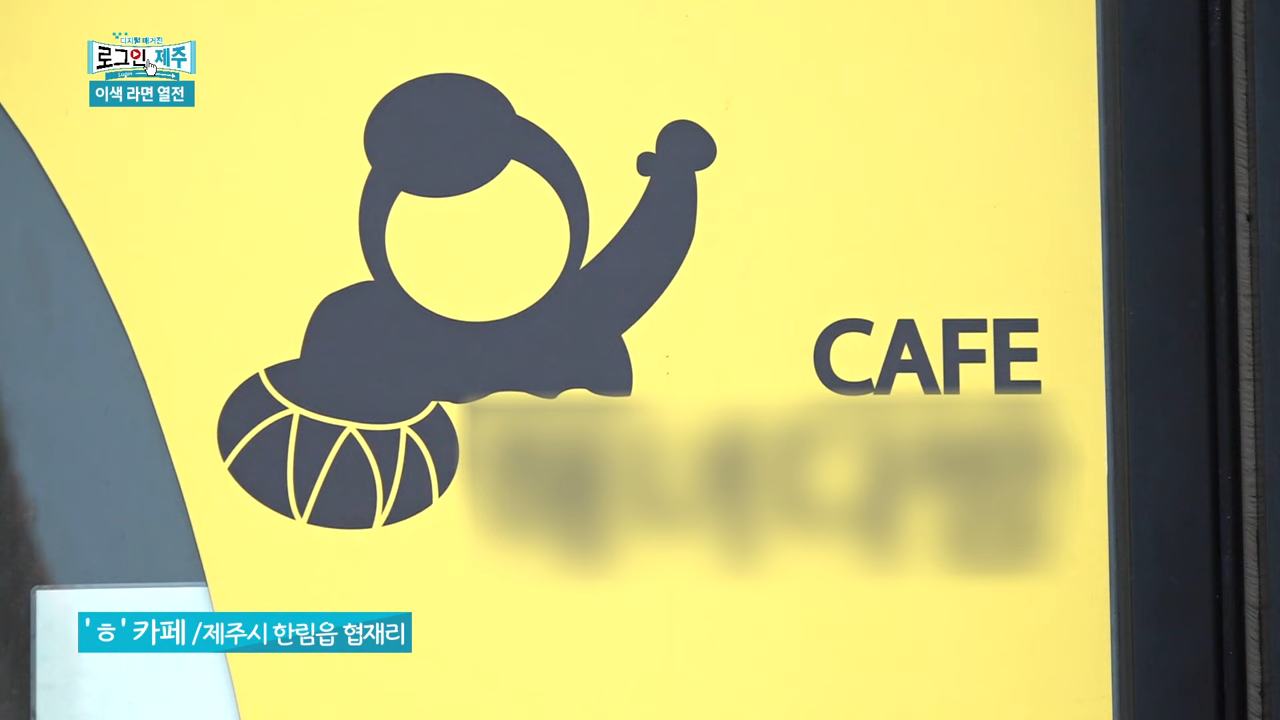 디지털 매거진
로그인 제주
Login
이색 라면 열전
CAFE
'ㅎ' 카페 /제주시 한림읍 협재리